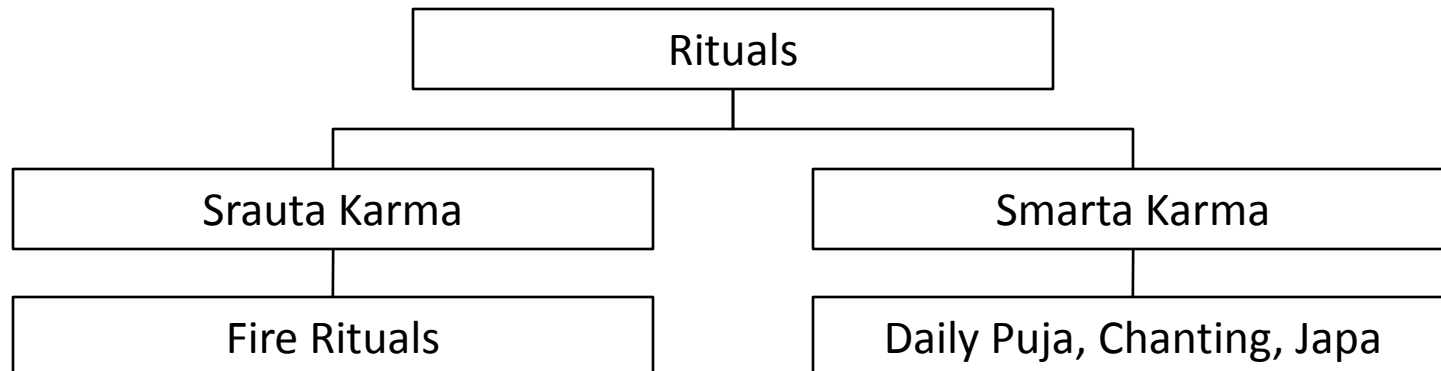 Rituals
Srauta Karma
Smarta Karma
Fire Rituals
Daily Puja, Chanting, Japa